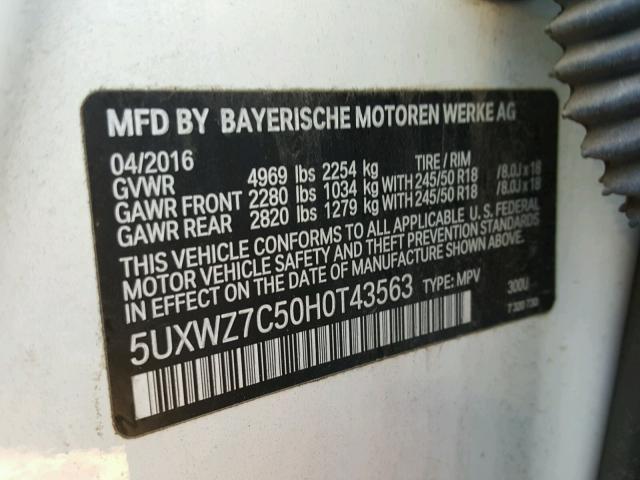 MFD BY BAYERISCHE MOTOREN WERKE AG
04/2016 TIRE / RIM
GVWR 4969 lbs 2254 kg
GAWR FRONT 2280 lbs 1034 kg WITH 245/50 R18 /8.0J x 18
GAWR REAR 2820 lbs 1279 kg WITH 245/50 R18 /8.0J x 18
THIS VEHICLE CONFORMS TO ALL APPLICABLE U. S. FEDERAL
MOTOR VEHICLE SAFETY AND THEFT PREVENTION STANDARDS
IN EFFECT ON THE DATE OF MANUFACTURE SHOWN ABOVE.
5UXWZ7C50H0T43563 TYPE: MPV 300U